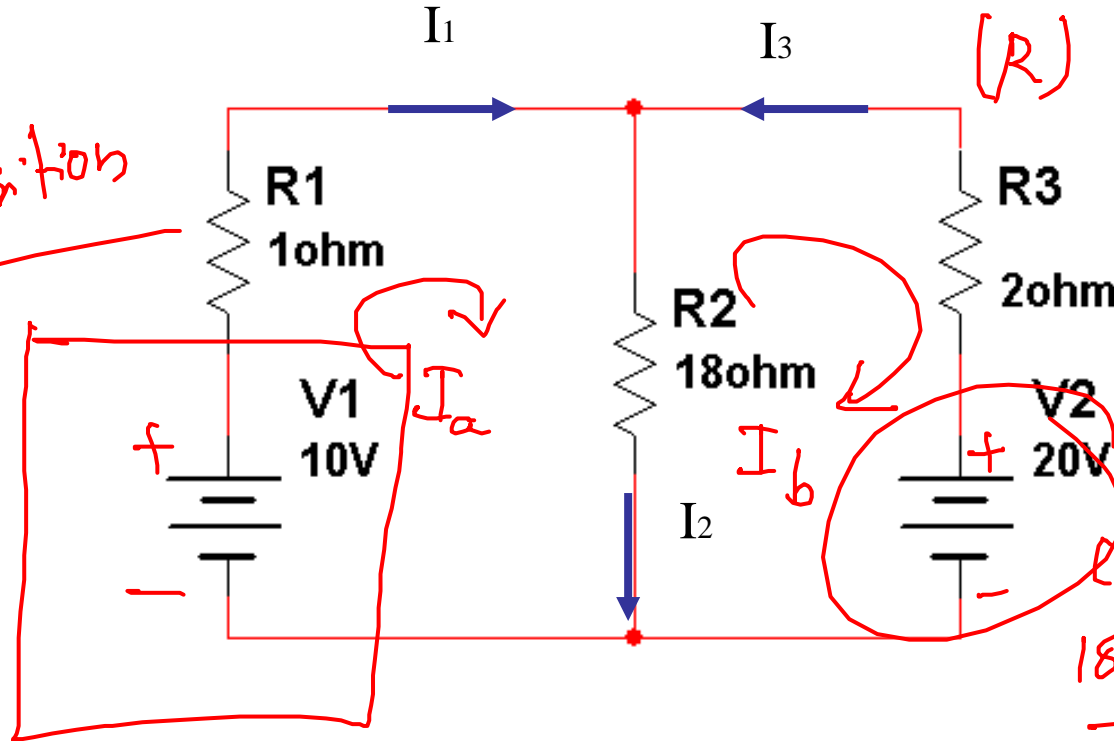 I1
I3
(R)
R1
1ohm
R3
2ohm
R2
18ohm
V1
10V
Ia
V2
20V
Ib
+
+
I2
−
−
18